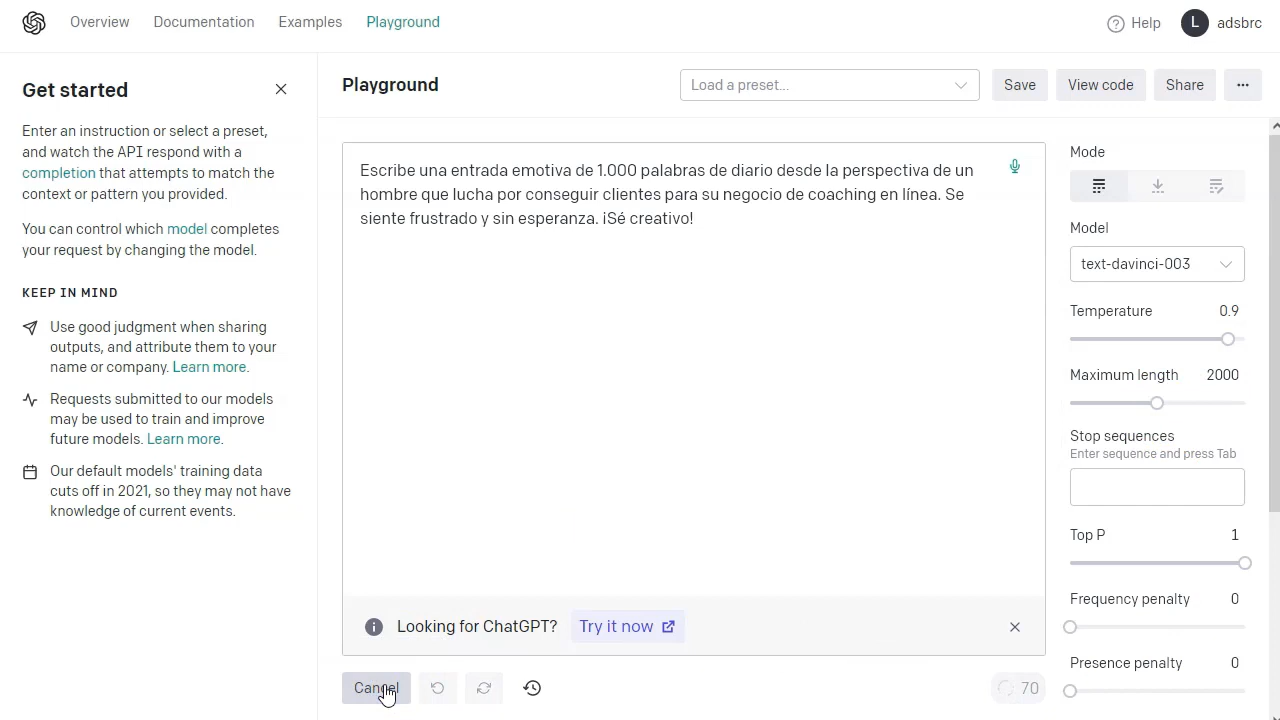 Overview Documentation Examples Playground Help L adsbrc
Get started
Enter an instruction or select a preset,
and watch the API respond with a
completion that attempts to match the
context or pattern you provided.
You can control which model completes
your request by changing the model.
KEEP IN MIND
Use good judgment when sharing
outputs, and attribute them to your
name or company. Learn more.
Requests submitted to our models
may be used to train and improve
future models. Learn more.
Our default models' training data
cuts off in 2021, so they may not have
knowledge of current events.
Playground Load a preset... Save View code Share
Escribe una entrada emotiva de 1.000 palabras de diario desde la perspectiva de un
hombre que lucha por conseguir clientes para su negocio de coaching en línea. Se
siente frustrado y sin esperanza. ¡Sé creativo!
Looking for ChatGPT? Try it now
Cancel 70
Mode
Model
text-davinci-003
Temperature 0.9
Maximum length 2000
Stop sequences
Enter sequence and press Tab
Top P 1
Frequency penalty 0
Presence penalty 0